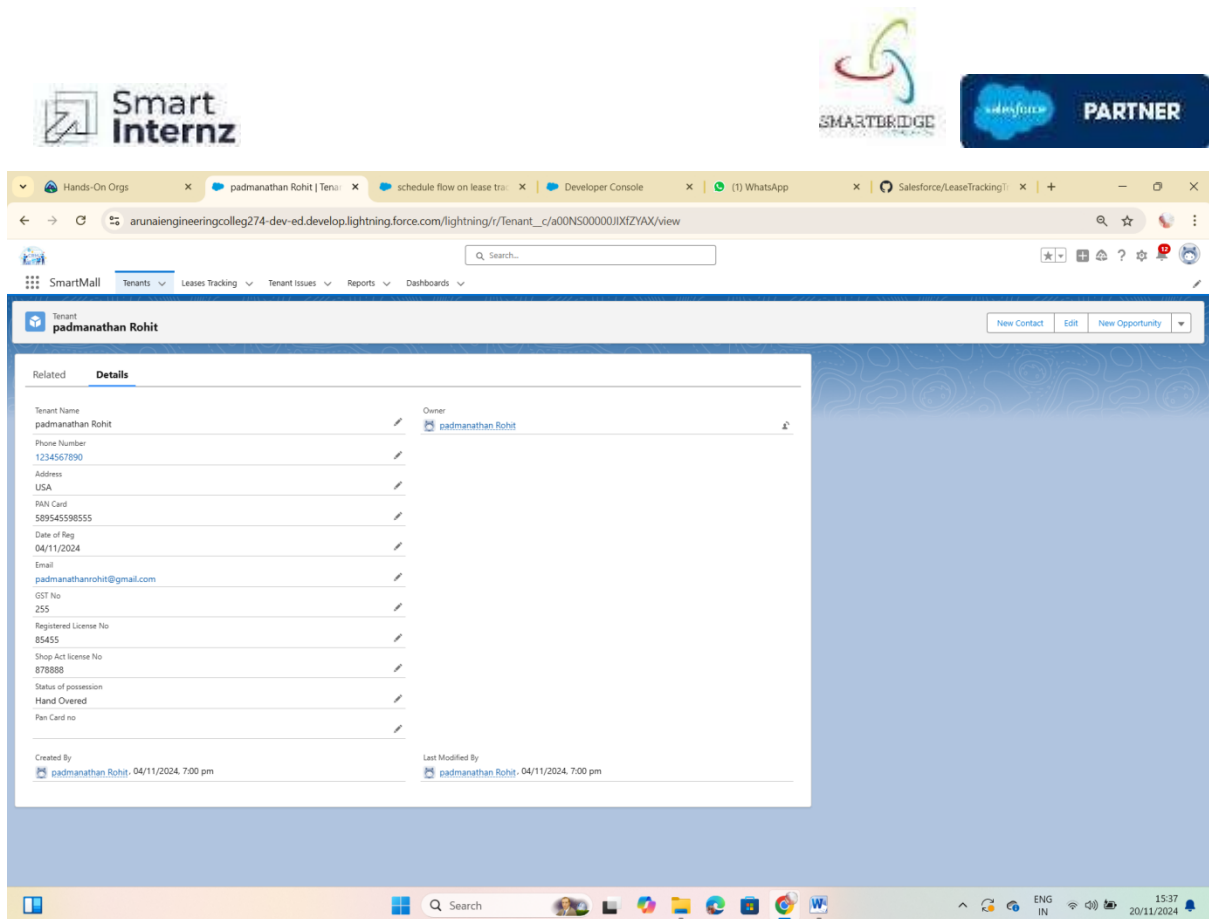 Smart
Internz
SMARTBRIDGE
salesforce PARTNER
Hands-On Orgs
padmanathan Rohit | Tena
schedule flow on lease tra
Developer Console
(1) WhatsApp
Salesforce/LeaseTrackingT
arunaiengineeringcolleg274-dev-ed.develop.lightning.force.com/lightning/r/Tenant__c/a00NS00000JIXfZYAX/view
Search...
12
SmartMall Tenants Leases Tracking Tenant Issues Reports Dashboards
Tenant
padmanathan Rohit
New Contact Edit New Opportunity
Related Details
Tenant Name
padmanathan Rohit
Owner
padmanathan Rohit
Phone Number
1234567890
Address
USA
PAN Card
589545598555
Date of Reg
04/11/2024
Email
padmanathanrohit@gmail.com
GST No
255
Registered License No
85455
Shop Act license No
878888
Status of possession
Hand Overed
Pan Card no
Created By
padmanathan Rohit, 04/11/2024, 7:00 pm
Last Modified By
padmanathan Rohit, 04/11/2024, 7:00 pm
Search
ENG
IN
15:37
20/11/2024